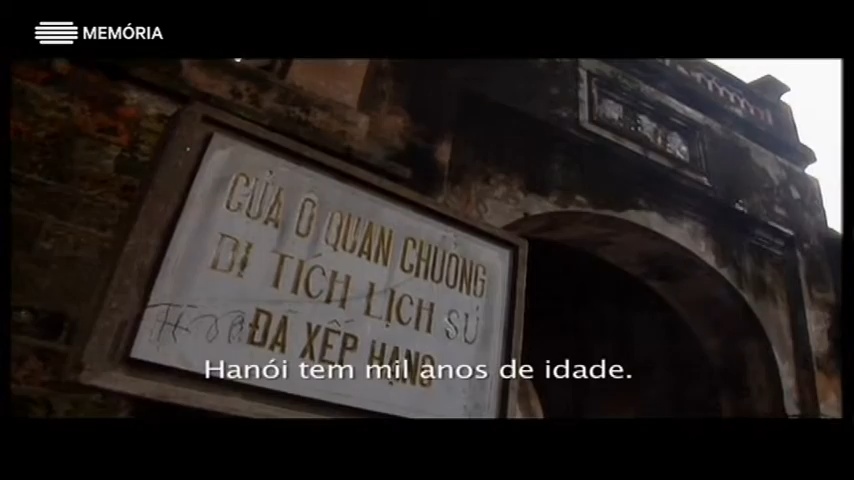 MEMÓRIA
CỬA Ô QUAN CHƯỞNG
DI TÍCH LỊCH SỬ
ĐÃ XẾP HẠNG
Hanói tem mil anos de idade.